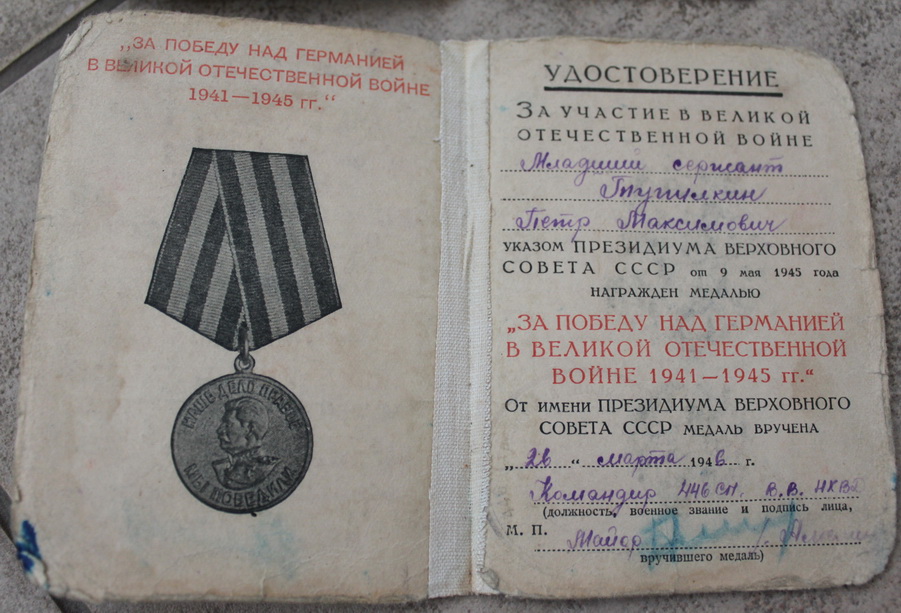 „ЗА ПОБЕДУ НАД ГЕРМАНИЕЙ
В ВЕЛИКОЙ ОТЕЧЕСТВЕННОЙ ВОЙНЕ
1941—1945 гг.“
НАШЕ ДЕЛО ПРАВОЕ
МЫ ПОБЕДИЛИ
УДОСТОВЕРЕНИЕ
ЗА УЧАСТИЕ В ВЕЛИКОЙ
ОТЕЧЕСТВЕННОЙ ВОЙНЕ
Младший сержант
Петр Максимович
УКАЗОМ ПРЕЗИДИУМА ВЕРХОВНОГО
СОВЕТА СССР от 9 мая 1945 года
НАГРАЖДЕН МЕДАЛЬЮ
„ЗА ПОБЕДУ НАД ГЕРМАНИЕЙ
В ВЕЛИКОЙ ОТЕЧЕСТВЕННОЙ
ВОЙНЕ 1941—1945 гг.“
ОТ ИМЕНИ ПРЕЗИДИУМА ВЕРХОВНОГО
СОВЕТА СССР МЕДАЛЬ ВРУЧЕНА
„26“ марта 1946 г.
Командир 446 сп. В.В. НКВД
(должность, военное звание и подпись лица,
М. П. Майор
вручившего медаль)